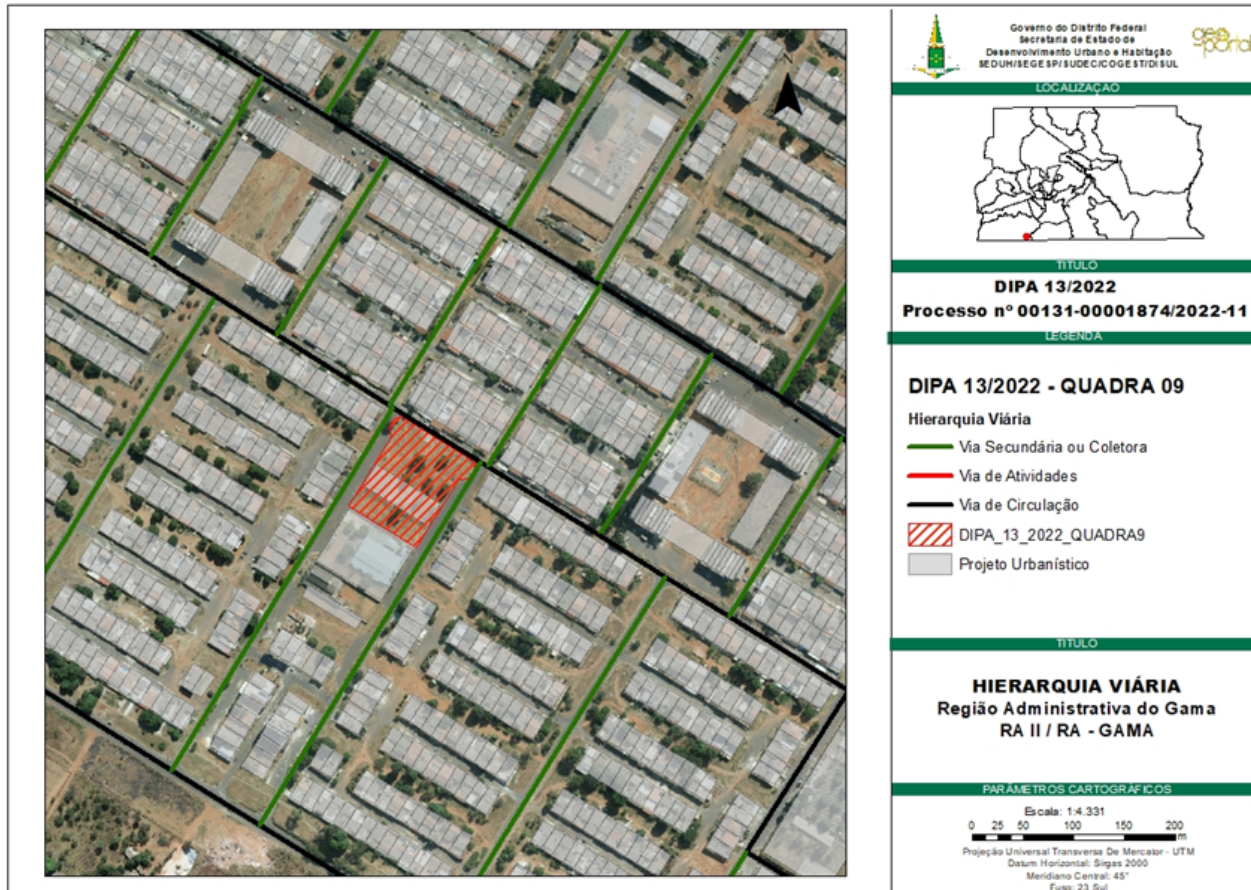 Governo do Distrito Federal
Secretaria de Estado de
Desenvolvimento Urbano e Habitação
SEDUH/SEGESP/SUDEC/COGEST/DISUL
geo
portal
LOCALIZAÇÃO
TITULO
DIPA 13/2022
Processo nº 00131-00001874/2022-11
LEGENDA
DIPA 13/2022 - QUADRA 09
Hierarquia Viária
Via Secundária ou Coletora
Via de Atividades
Via de Circulação
DIPA_13_2022_QUADRA9
Projeto Urbanístico
TITULO
HIERARQUIA VIÁRIA
Região Administrativa do Gama
RA II / RA - GAMA
PARÂMETROS CARTOGRÁFICOS
Escala: 1:4.331
0 25 50 100 150 200
m
Projeção Universal Transversa De Mercator - UTM
Datum Horizontal: Sirgas 2000
Meridiano Central: 45°
Fuso: 23 Sul
N